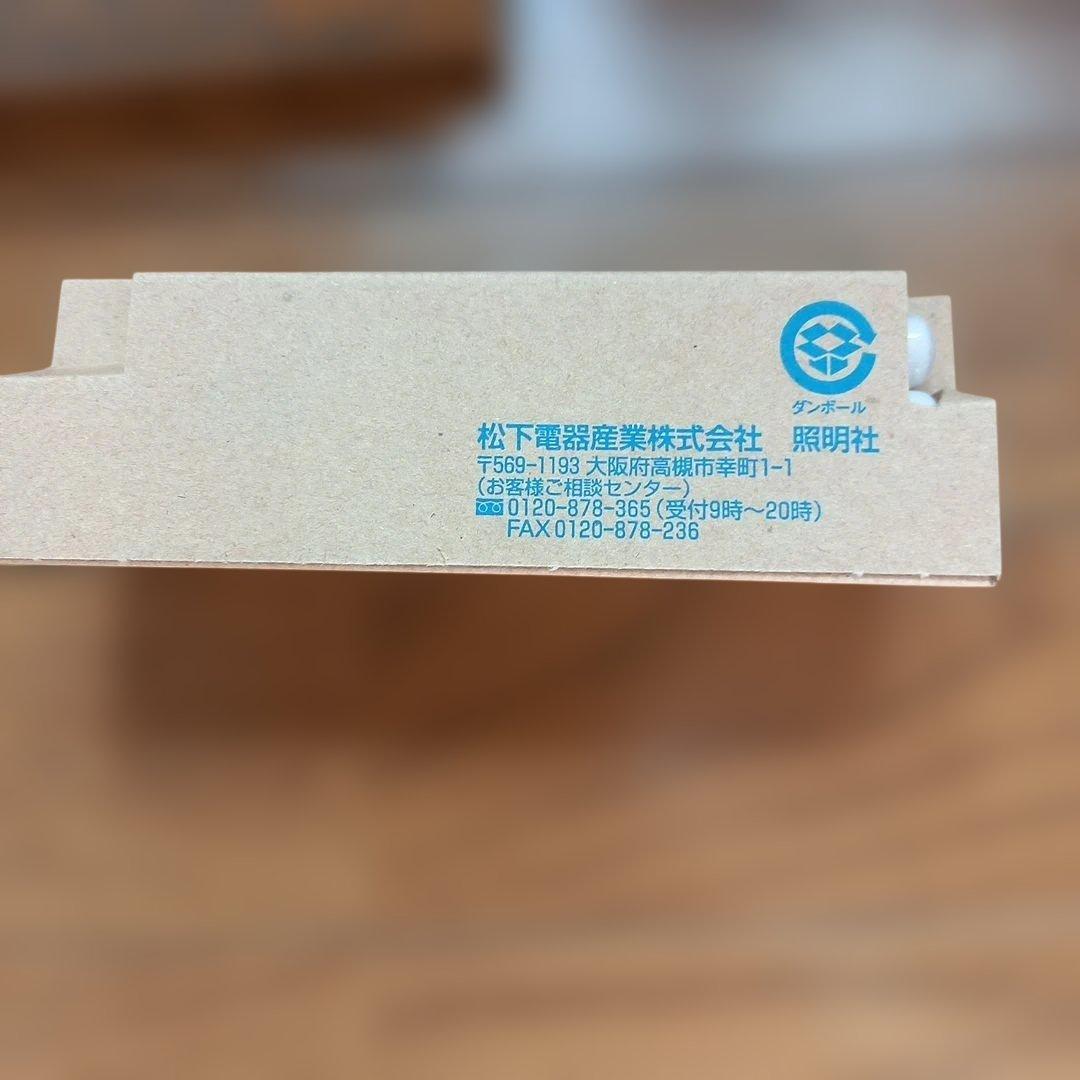 ダンボール
松下電器産業株式会社 照明社
〒569-1193 大阪府高槻市幸町1-1
(お客様ご相談センター)
0120-878-365(受付9時～20時)
FAX0120-878-236